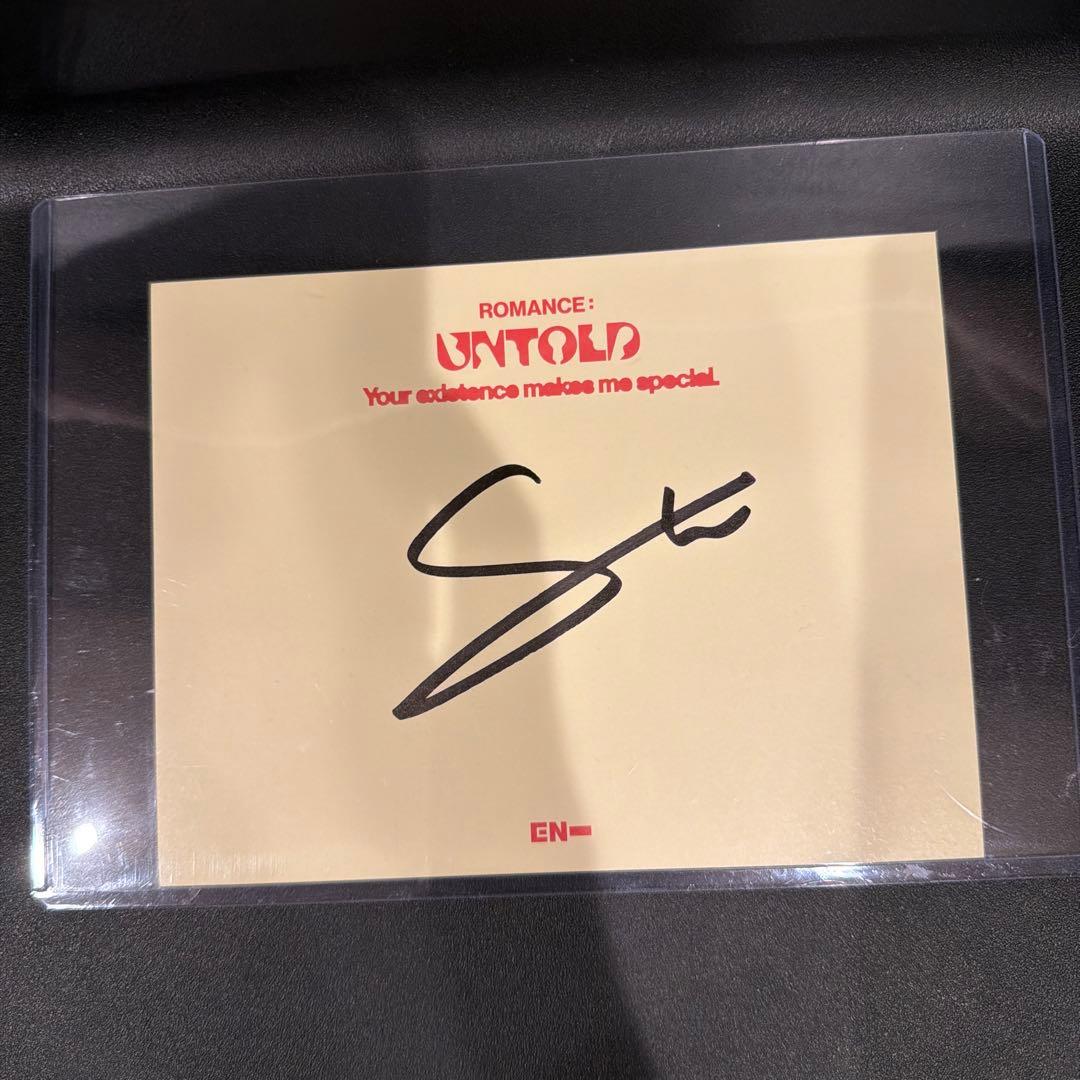 ROMANCE:
UNTOLD
Your existence makes me special.
EN-